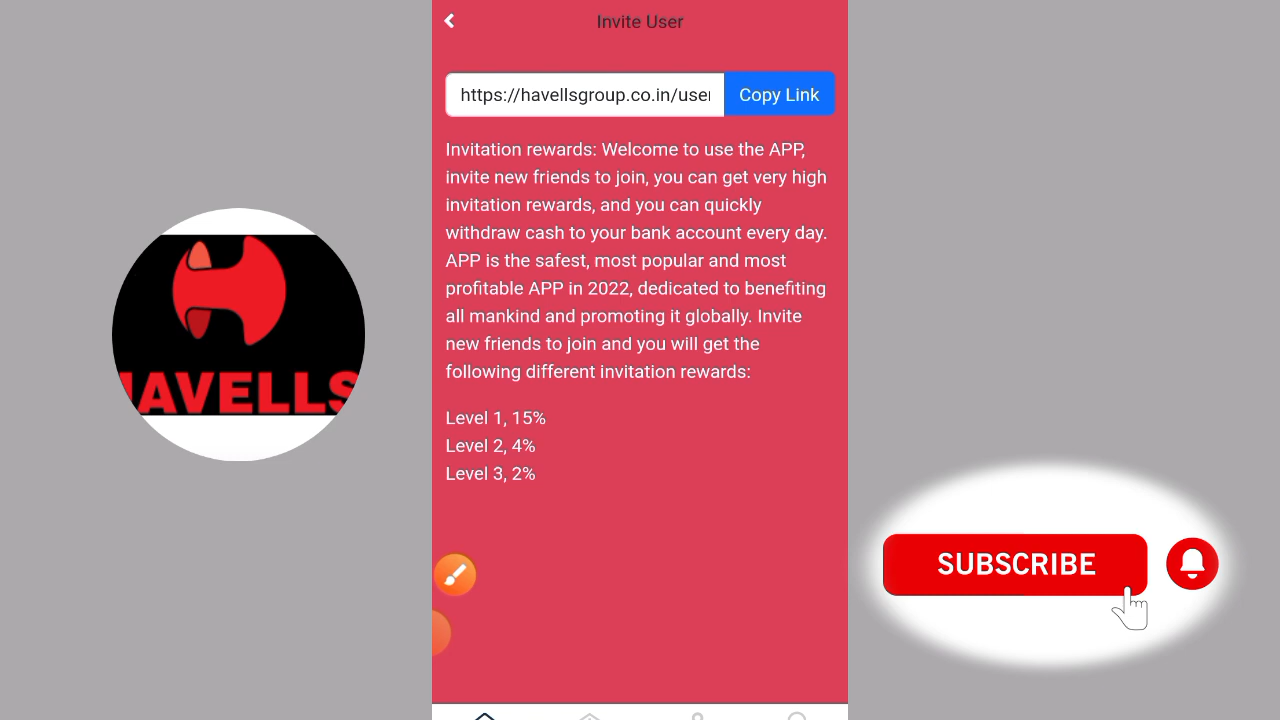 Invite User
https://havellsgroup.co.in/user
Copy Link
Invitation rewards: Welcome to use the APP,
invite new friends to join, you can get very high
invitation rewards, and you can quickly
withdraw cash to your bank account every day.
APP is the safest, most popular and most
profitable APP in 2022, dedicated to benefiting
all mankind and promoting it globally. Invite
new friends to join and you will get the
following different invitation rewards:
Level 1, 15%
Level 2, 4%
Level 3, 2%
HAVELLS
SUBSCRIBE